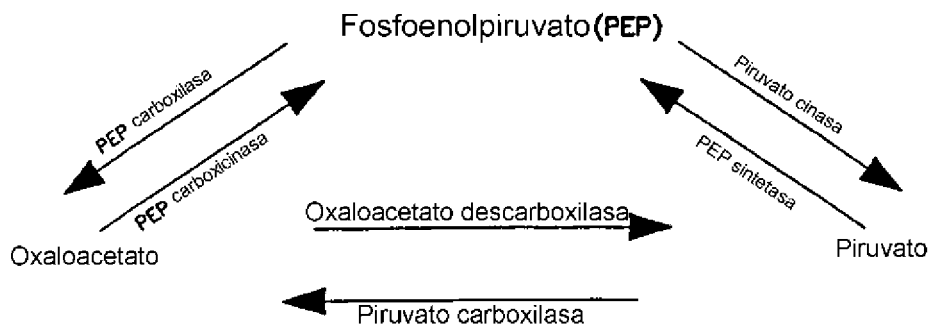 Fosfoenolpiruvato (PEP)
PEP carboxilasa
PEP carboxicinasa
Piruvato cinasa
PEP sintetasa
Oxaloacetato descarboxilasa
Oxaloacetato
Piruvato
Piruvato carboxilasa